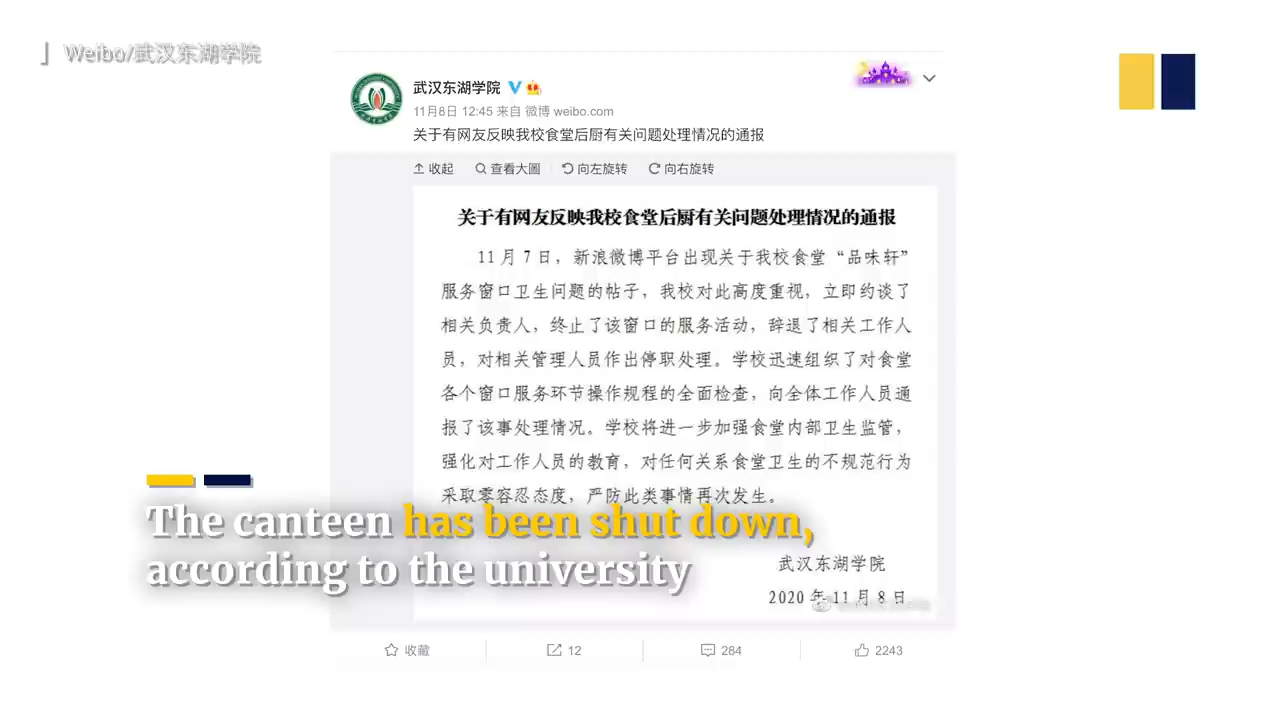 Weibo/武汉东湖学院
武汉东湖学院
11月8日 12:45 来自 微博 weibo.com
关于有网友反映我校食堂后厨有关问题处理情况的通报
收起 查看大圖 向左旋转 向右旋转
关于有网友反映我校食堂后厨有关问题处理情况的通报
11月7日，新浪微博平台出现关于我校食堂“品味轩”
服务窗口卫生问题的帖子，我校对此高度重视，立即约谈了
相关负责人，终止了该窗口的服务活动，辞退了相关工作人
员，对相关管理人员作出停职处理。学校迅速组织了对食堂
各个窗口服务环节操作规程的全面检查，向全体工作人员通
报了该事处理情况。学校将进一步加强食堂内部卫生监管，
强化对工作人员的教育，对任何关系食堂卫生的不规范行为
采取零容忍态度，严防此类事情再次发生。
The canteen has been shut down,
according to the university
武汉东湖学院
2020年11月8日
收藏 12 284 2243